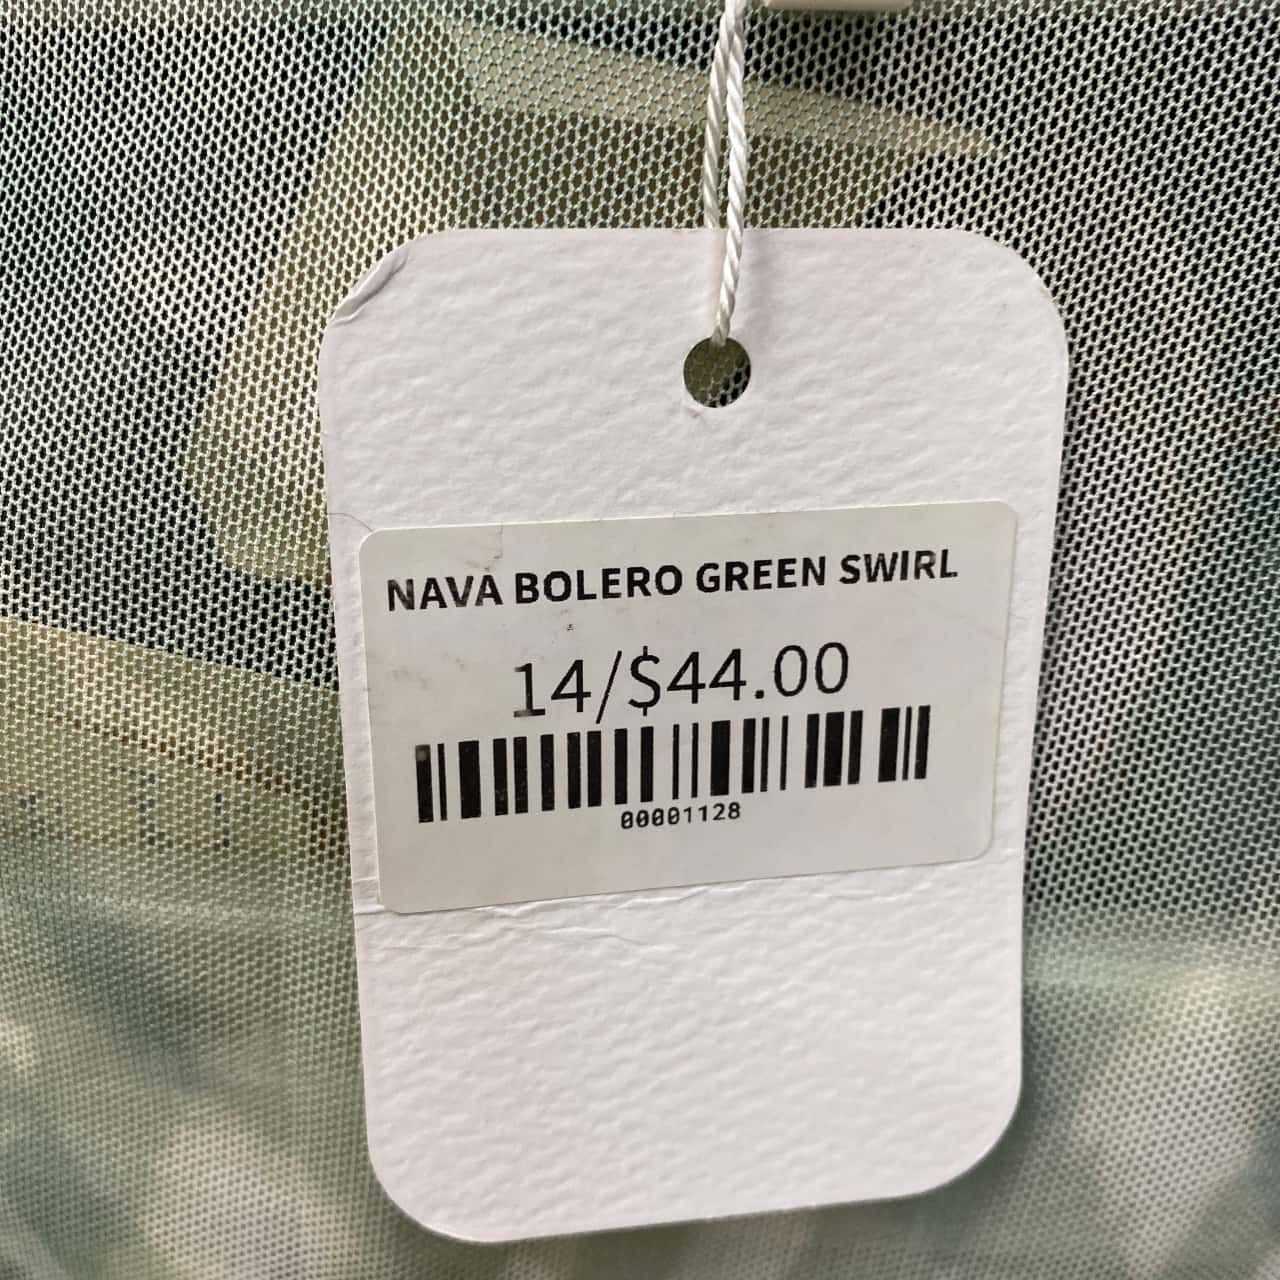 NAVA BOLERO GREEN SWIRL
14/$44.00
00001128